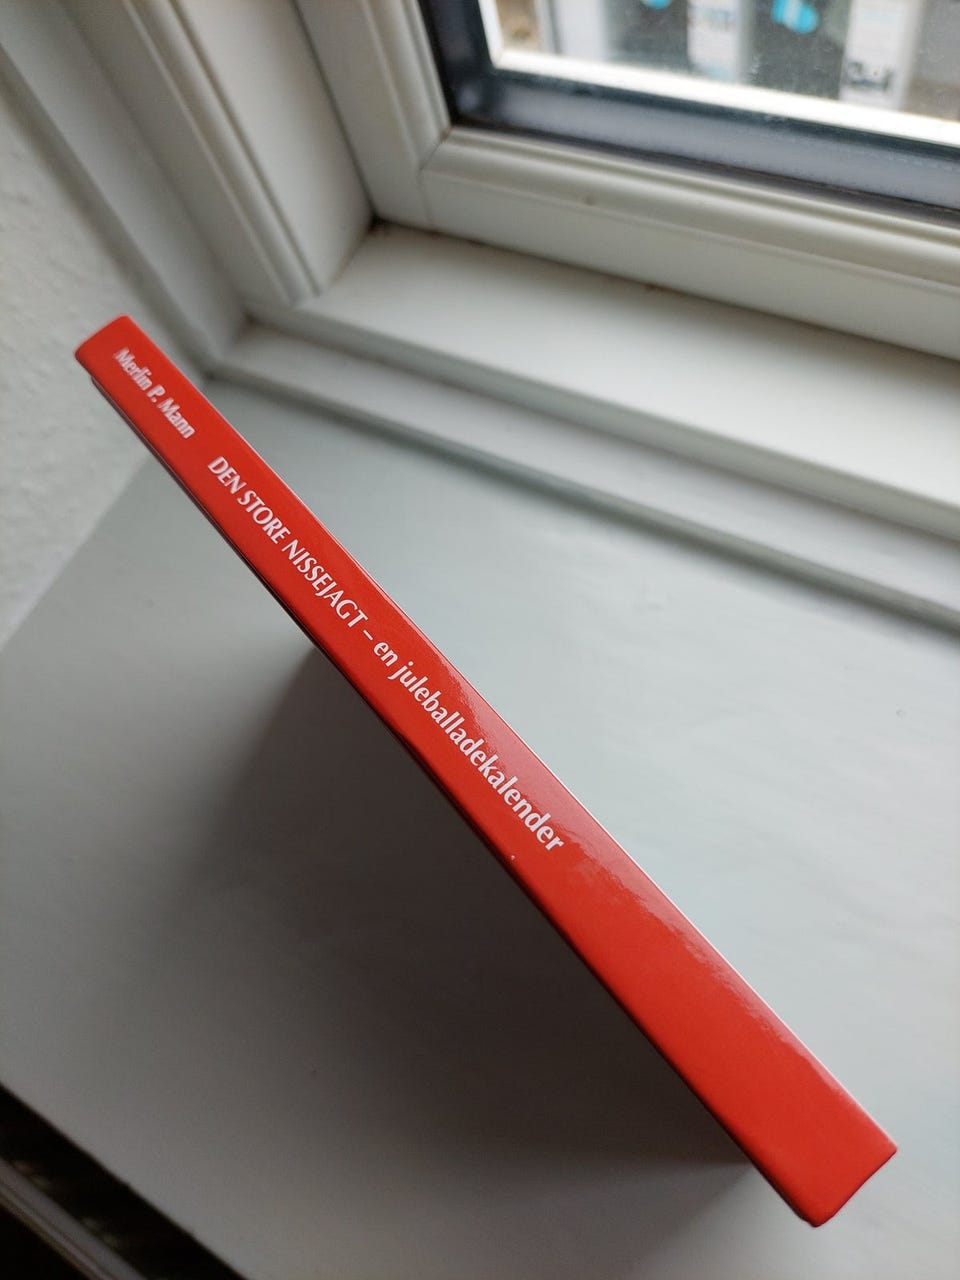 Merlin P. Mann
DEN STORE NISSEJAGT – en juleballadekalender